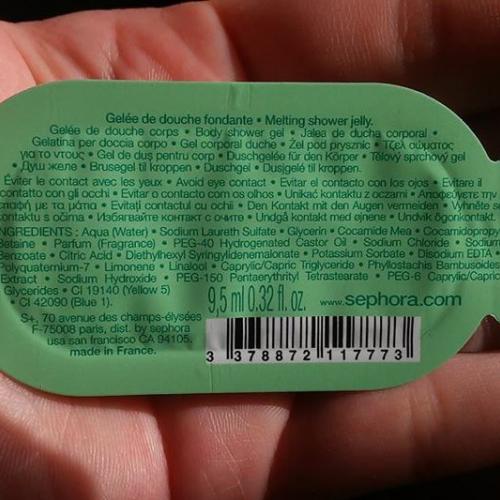 Gelée de douche fondante • Melting shower jelly.
Gelée de douche corps • Body shower gel • Jalea de ducha corporal •
Gelatina per doccia corpo • Gel corporal duche • Żel pod prysznic • Τζελ σώματος
για το ντους • Gel de duș pentru corp • Duschgelée für den Körper • Tělový sprchový gel
• Душ желе • Brusegel til kroppen • Duschgel • Dusjgelé til kroppen.
Éviter le contact avec les yeux • Avoid eye contact • Evitar el contacto con los ojos • Evitare il
contatto con gli occhi • Evitar o contacto com os olhos • Unikać kontaktu z oczami • Αποφεύγετε την
επαφή με τα μάτια • Evitați contactul cu ochii • Den Kontakt mit den Augen vermeiden • Vyhněte se
kontaktu s očima • Избягвайте контакт с очите • Undgå kontakt med øjnene • Undvik ögonkontakt.
INGREDIENTS : Aqua (Water) • Sodium Laureth Sulfate • Glycerin • Cocamide Mea • Cocamidopropyl
Betaine • Parfum (Fragrance) • PEG-40 Hydrogenated Castor Oil • Sodium Chloride • Sodium
Benzoate • Citric Acid • Diethylhexyl Syringylidenemalonate • Potassium Sorbate • Disodium EDTA •
Polyquaternium-7 • Limonene • Linalool • Caprylic/Capric Triglyceride • Phyllostachis Bambusoides
Extract • Sodium Hydroxide • PEG-150 Pentaerythrityl Tetrastearate • PEG-6 Caprylic/Capric
Glycerides • CI 19140 (Yellow 5)
• CI 42090 (Blue 1).
9,5 ml 0.32 fl. oz. www.sephora.com
S+, 70 avenue des champs-élysées
F-75008 paris, dist. by sephora
usa san francisco CA 94105,
made in France.
3 378872 117773